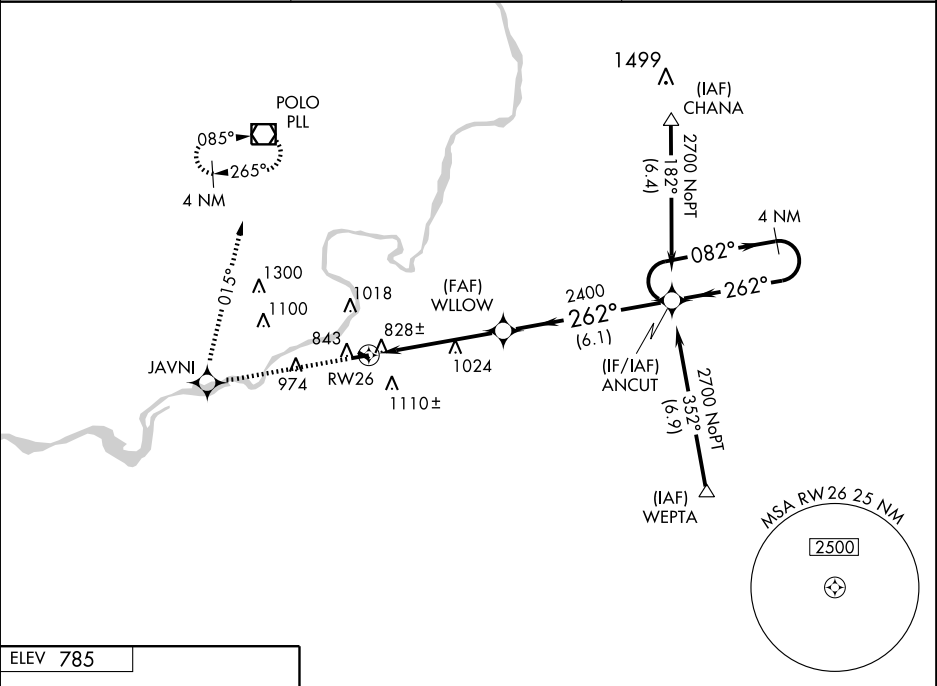 1499
(IAF)
CHANA
POLO
PLL
085°
265°
4 NM
2700 NoPT
182°
(6.4)
4 NM
082°
262°
015°
1300
1100
1018
(FAF)
WLLOW
2400
262°
(6.1)
843
828±
1024
JAVNI
974
RW26
1110±
(IF/IAF)
ANCUT
2700 NoPT
352°
(6.9)
(IAF)
WEPTA
MSA RW26 25 NM
2500
ELEV 785